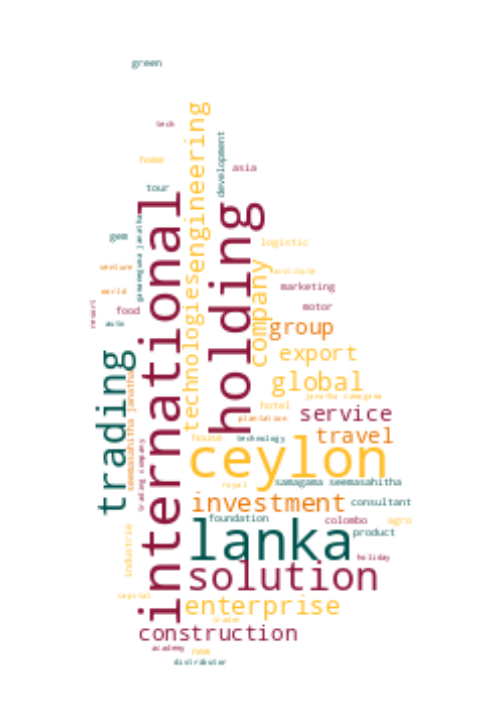 green
tech
home
engineering
development
asia
tour
international
holding
gem
gamaeguna janatha
logistic
venture
institute
world
marketing
company
technologies
resort
food
motor
auto
group
trading
export
seemasahitha janatha
global
janatha samagama
hotel
service
plantation
travel
house
technology
trading company
ceylon
samagama seemasahitha
royal
investment
consultant
foundation
colombo
agro
industrie
lanka
product
holiday
solution
capital
enterprise
trader
construction
academy
new
distributor